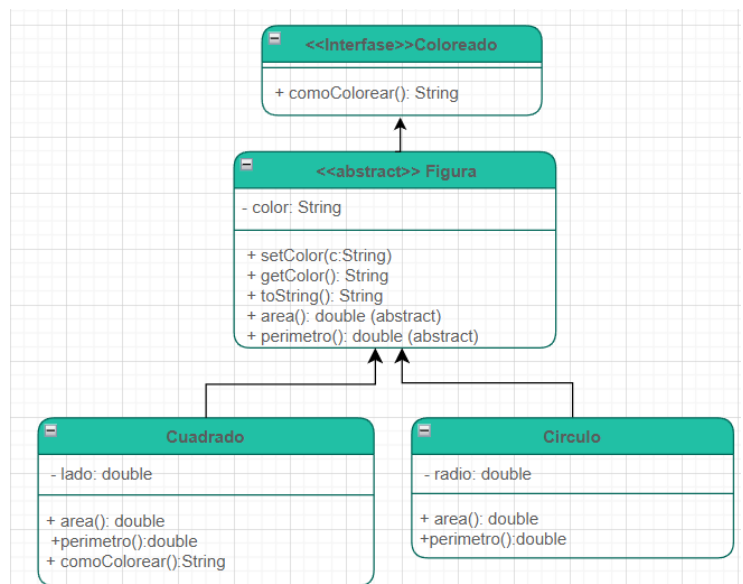 <<Interfase>>Coloreado
+ comoColorear(): String
<<abstract>> Figura
- color: String
+ setColor(c:String)
+ getColor(): String
+ toString(): String
+ area(): double (abstract)
+ perimetro(): double (abstract)
Cuadrado
- lado: double
+ area(): double
+perimetro():double
+ comoColorear():String
Circulo
- radio: double
+ area(): double
+perimetro():double